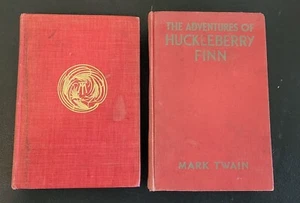 THE ADVENTURES OF
HUCKLEBERRY
FINN
MARK TWAIN